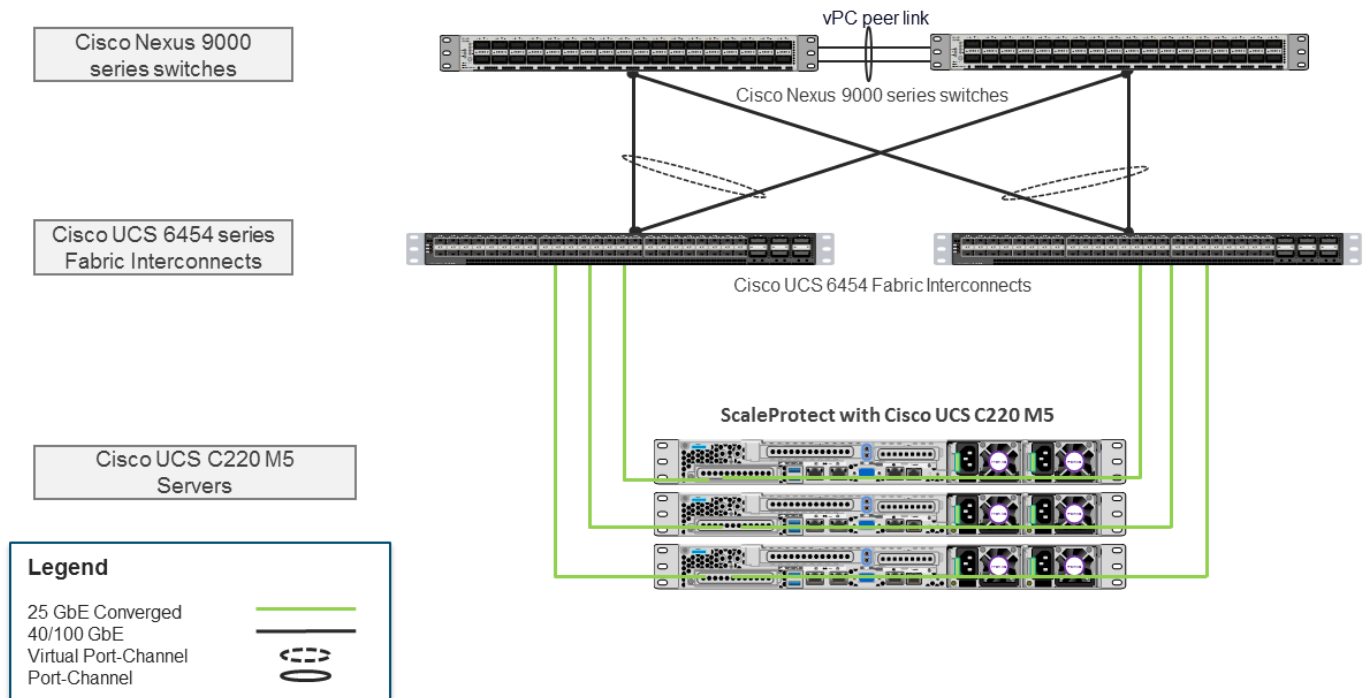 vPC peer link
Cisco Nexus 9000
series switches
Cisco Nexus 9000 series switches
Cisco UCS 6454 series
Fabric Interconnects
Cisco UCS 6454 Fabric Interconnects
ScaleProtect with Cisco UCS C220 M5
Cisco UCS C220 M5
Servers
Legend
25 GbE Converged
40/100 GbE
Virtual Port-Channel
Port-Channel